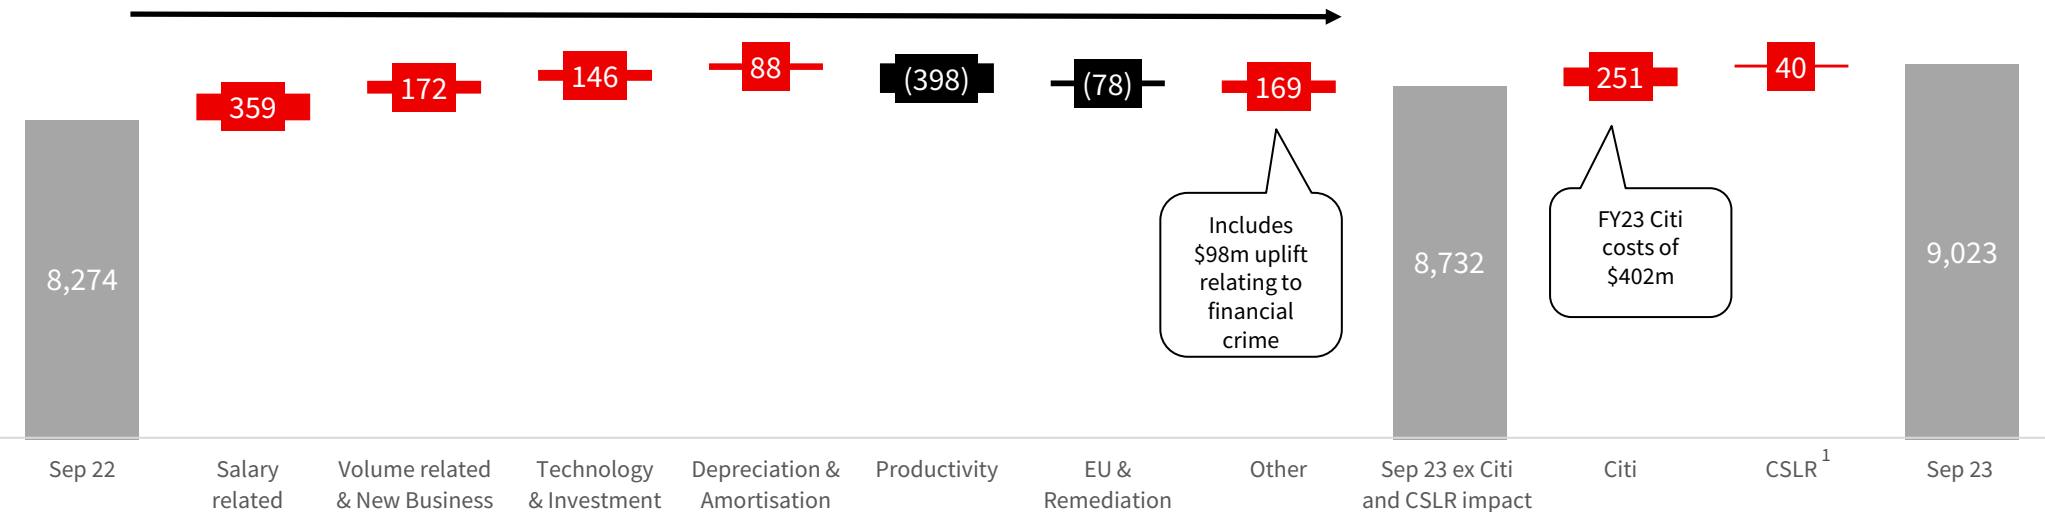 359
172
146
88
(398)
(78)
169
251
40
8,274
8,732
9,023
Includes
$98m uplift
relating to
financial
crime
FY23 Citi
costs of
$402m
Sep 22
Salary
related
Volume related
& New Business
Technology
& Investment
Depreciation &
Amortisation
Productivity
EU &
Remediation
Other
Sep 23 ex Citi
and CSLR impact
Citi
CSLR 1
Sep 23